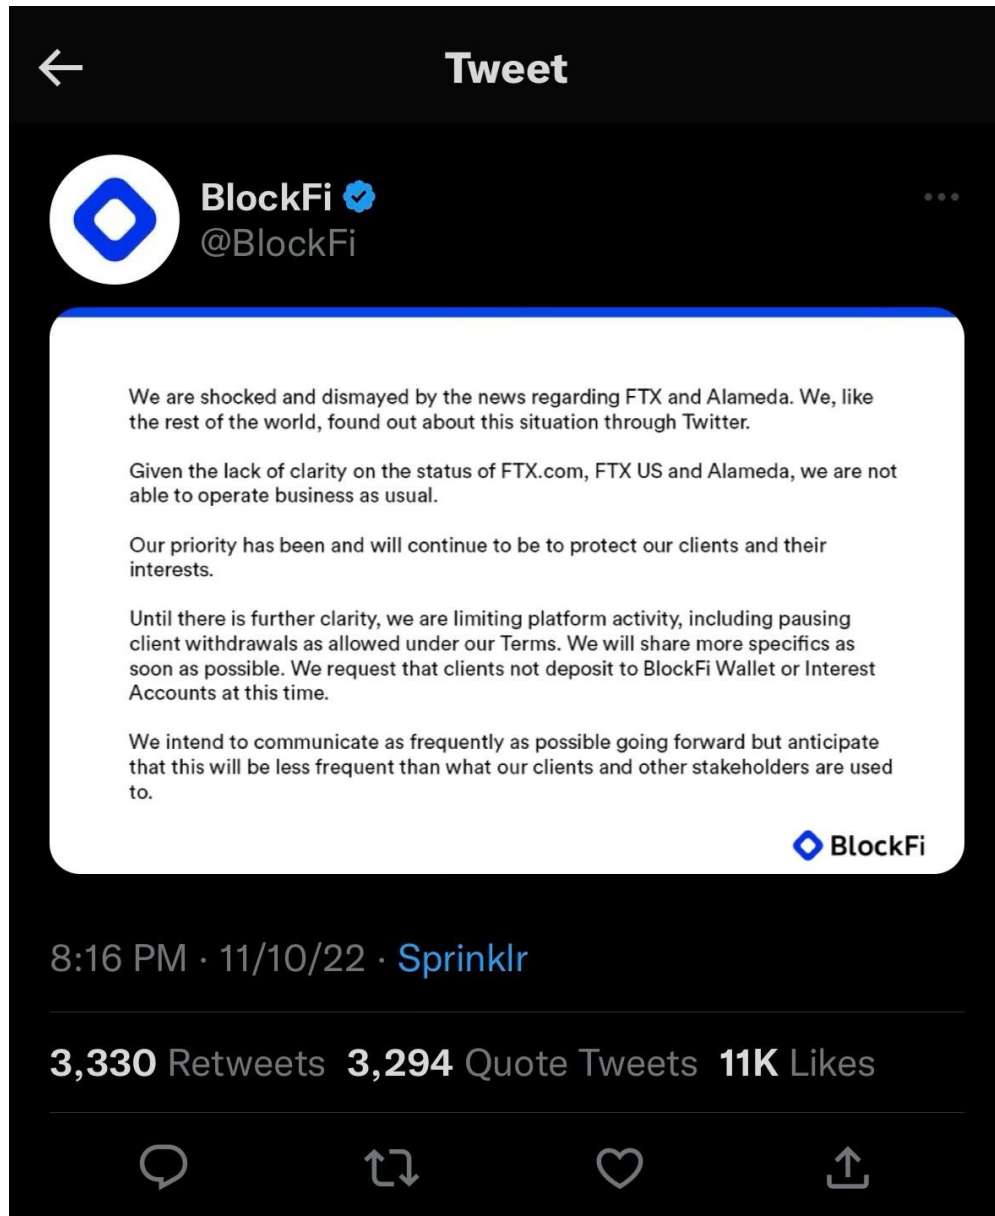 Tweet
BlockFi
@BlockFi
We are shocked and dismayed by the news regarding FTX and Alameda. We, like
the rest of the world, found out about this situation through Twitter.
Given the lack of clarity on the status of FTX.com, FTX US and Alameda, we are not
able to operate business as usual.
Our priority has been and will continue to be to protect our clients and their
interests.
Until there is further clarity, we are limiting platform activity, including pausing
client withdrawals as allowed under our Terms. We will share more specifics as
soon as possible. We request that clients not deposit to BlockFi Wallet or Interest
Accounts at this time.
We intend to communicate as frequently as possible going forward but anticipate
that this will be less frequent than what our clients and other stakeholders are used
to.
BlockFi
8:16 PM · 11/10/22 · Sprinklr
3,330 Retweets 3,294 Quote Tweets 11K Likes